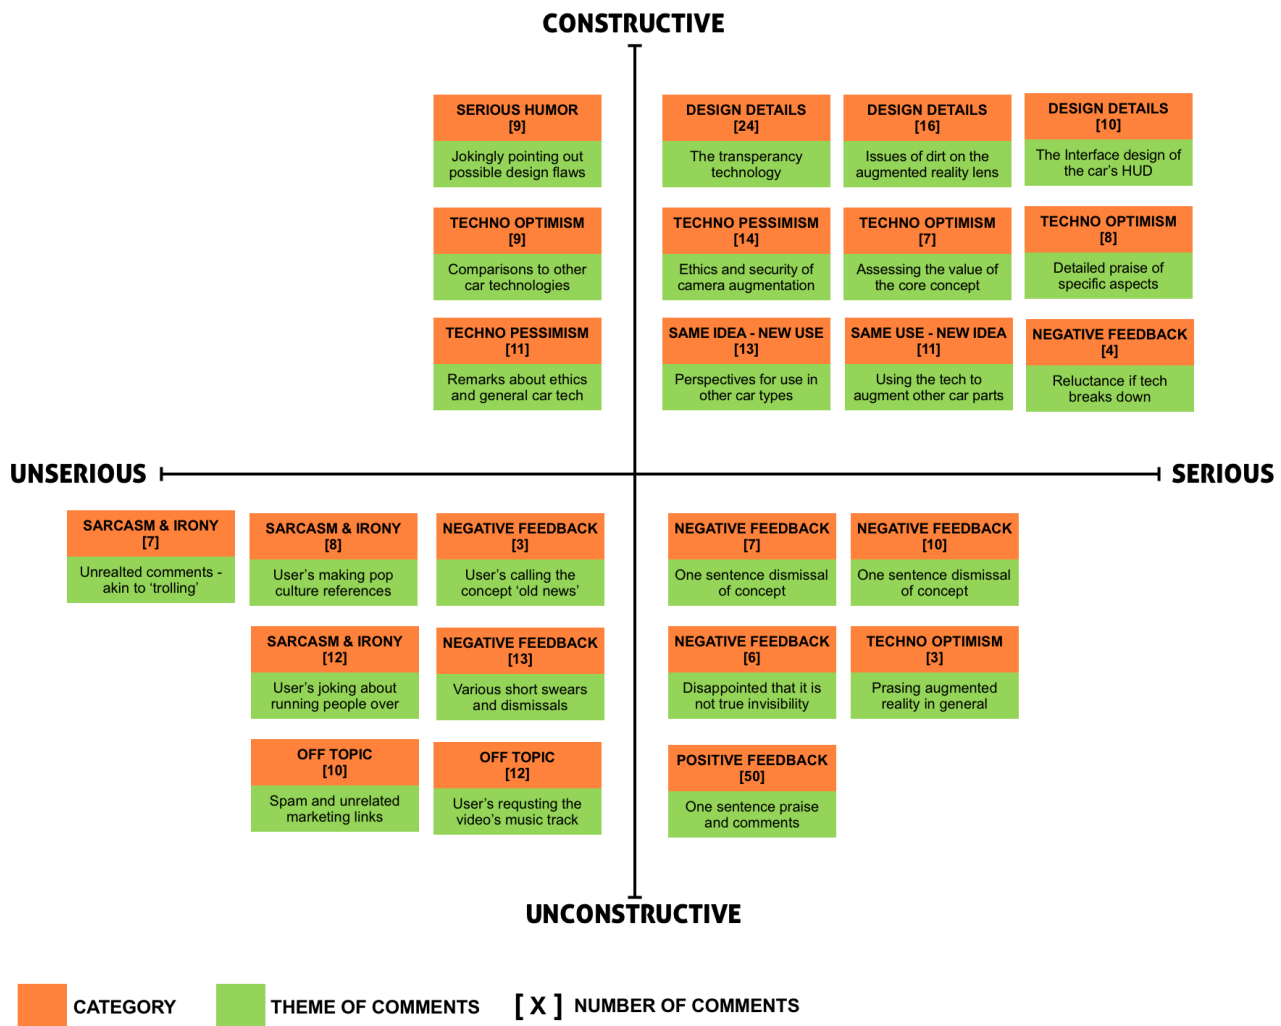 CONSTRUCTIVE
SERIOUS HUMOR
[9]
Jokingly pointing out
possible design flaws
DESIGN DETAILS
[24]
The transperancy
technology
DESIGN DETAILS
[16]
Issues of dirt on the
augmented reality lens
DESIGN DETAILS
[10]
The Interface design of
the car's HUD
TECHNO OPTIMISM
[9]
Comparisons to other
car technologies
TECHNO PESSIMISM
[14]
Ethics and security of
camera augmentation
TECHNO OPTIMISM
[7]
Assessing the value of
the core concept
TECHNO OPTIMISM
[8]
Detailed praise of
specific aspects
TECHNO PESSIMISM
[11]
Remarks about ethics
and general car tech
SAME IDEA - NEW USE
[13]
Perspectives for use in
other car types
SAME USE - NEW IDEA
[11]
Using the tech to
augment other car parts
NEGATIVE FEEDBACK
[4]
Reluctance if tech
breaks down
UNSERIOUS
SERIOUS
SARCASM & IRONY
[7]
Unrealted comments -
akin to 'trolling'
SARCASM & IRONY
[8]
User's making pop
culture references
NEGATIVE FEEDBACK
[3]
User's calling the
concept 'old news'
NEGATIVE FEEDBACK
[7]
One sentence dismissal
of concept
NEGATIVE FEEDBACK
[10]
One sentence dismissal
of concept
SARCASM & IRONY
[12]
User's joking about
running people over
NEGATIVE FEEDBACK
[13]
Various short swears
and dismissals
NEGATIVE FEEDBACK
[6]
Disappointed that it is
not true invisibility
TECHNO OPTIMISM
[3]
Prasing augmented
reality in general
OFF TOPIC
[10]
Spam and unrelated
marketing links
OFF TOPIC
[12]
User's requsting the
video's music track
POSITIVE FEEDBACK
[50]
One sentence praise
and comments
UNCONSTRUCTIVE
CATEGORY
THEME OF COMMENTS
[ X ] NUMBER OF COMMENTS